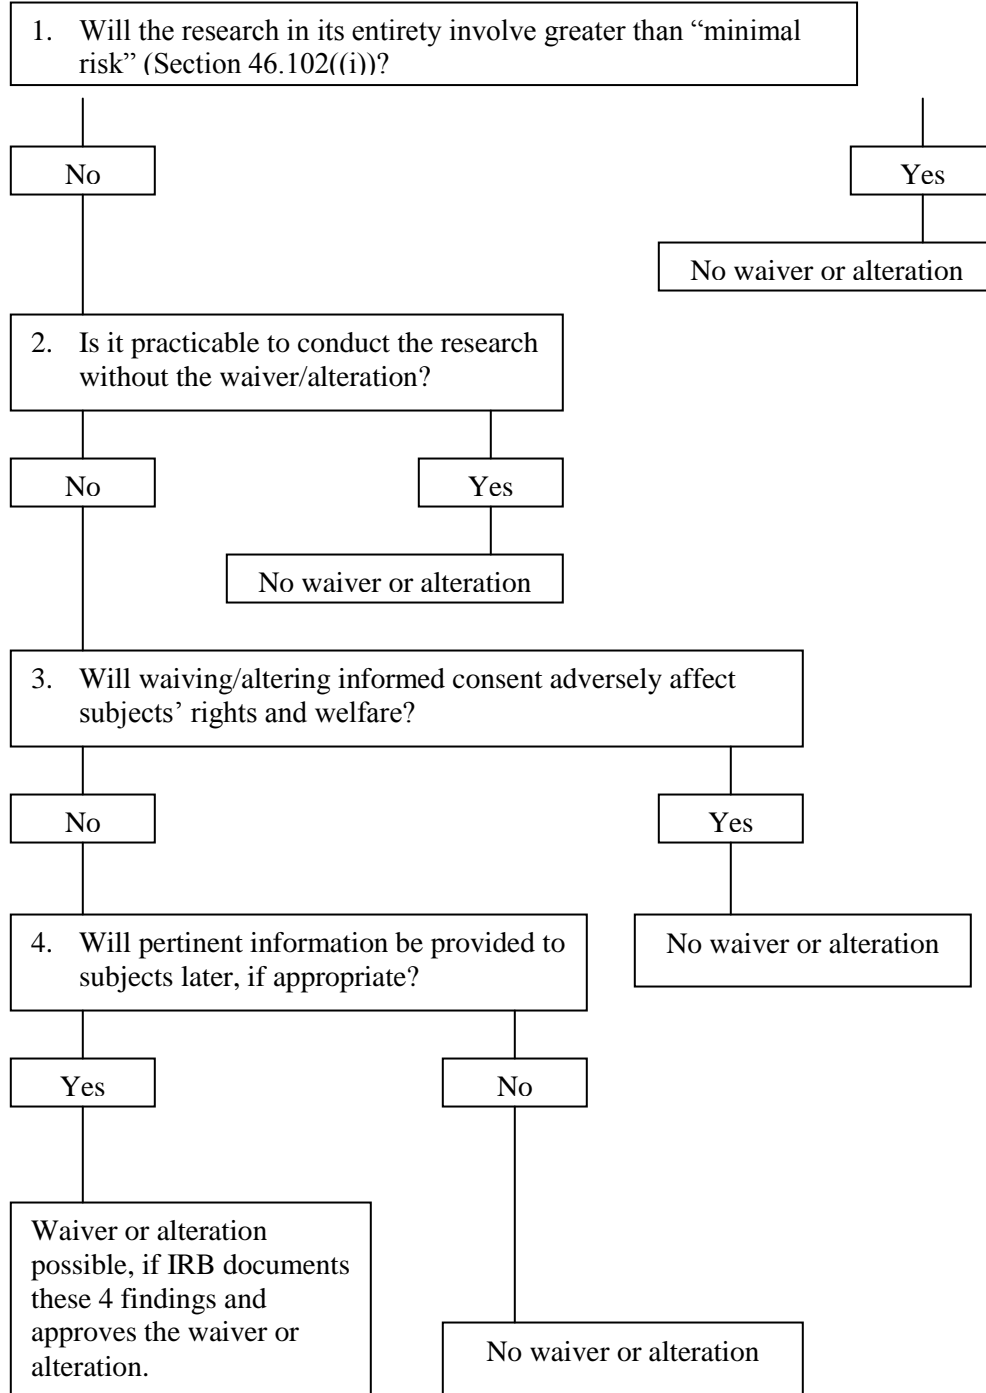 1. Will the research in its entirety involve greater than “minimal
risk” (Section 46.102((i))?
No
Yes
No waiver or alteration
2. Is it practicable to conduct the research
without the waiver/alteration?
No
Yes
No waiver or alteration
3. Will waiving/altering informed consent adversely affect
subjects’ rights and welfare?
No
Yes
4. Will pertinent information be provided to
subjects later, if appropriate?
No waiver or alteration
Yes
No
Waiver or alteration
possible, if IRB documents
these 4 findings and
approves the waiver or
alteration.
No waiver or alteration